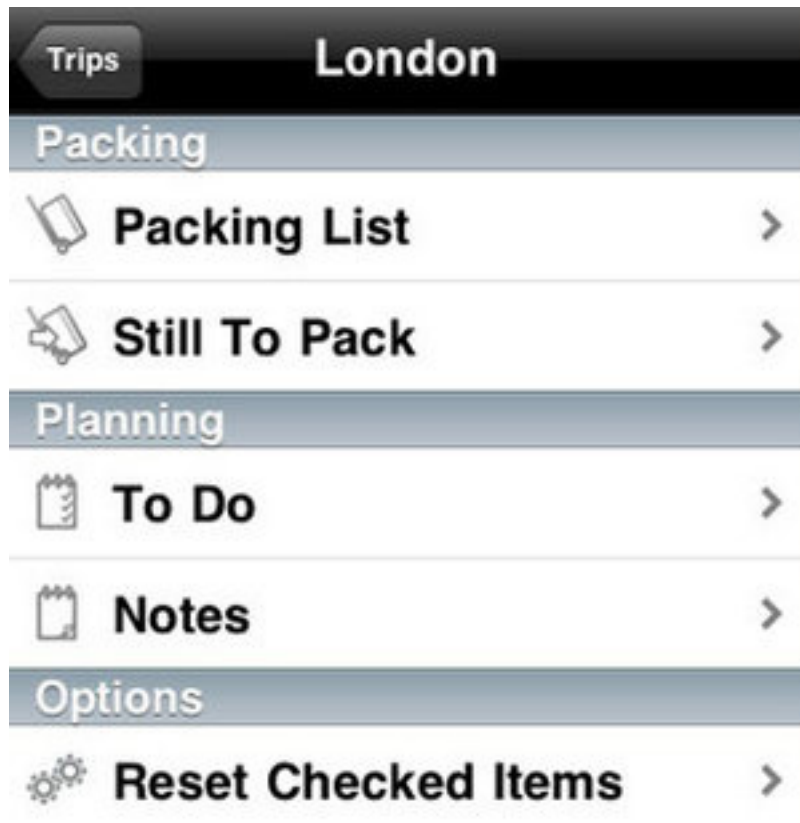 Trips
London
Packing
Packing List
Still To Pack
Planning
To Do
Notes
Options
Reset Checked Items